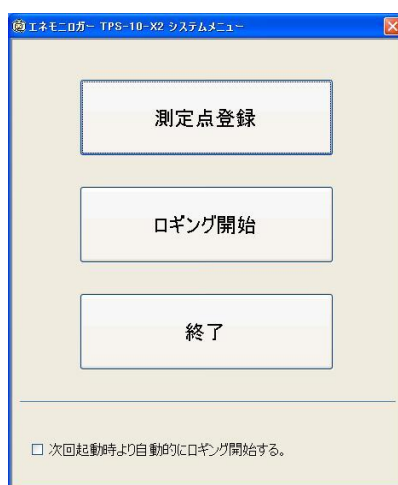 エネモニロガー TPS-10-X2 システムメニュー
測定点登録
ロギング開始
終了
次回起動時より自動的にロギング開始する。